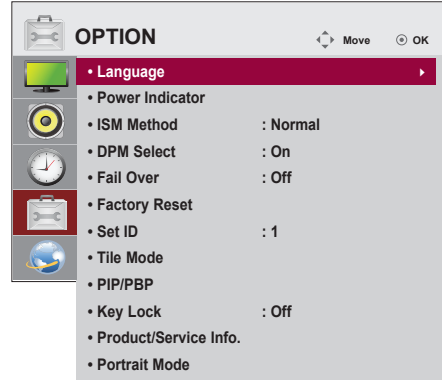 OPTION Move OK
• Language
• Power Indicator
• ISM Method : Normal
• DPM Select : On
• Fail Over : Off
• Factory Reset
• Set ID : 1
• Tile Mode
• PIP/PBP
• Key Lock : Off
• Product/Service Info.
• Portrait Mode